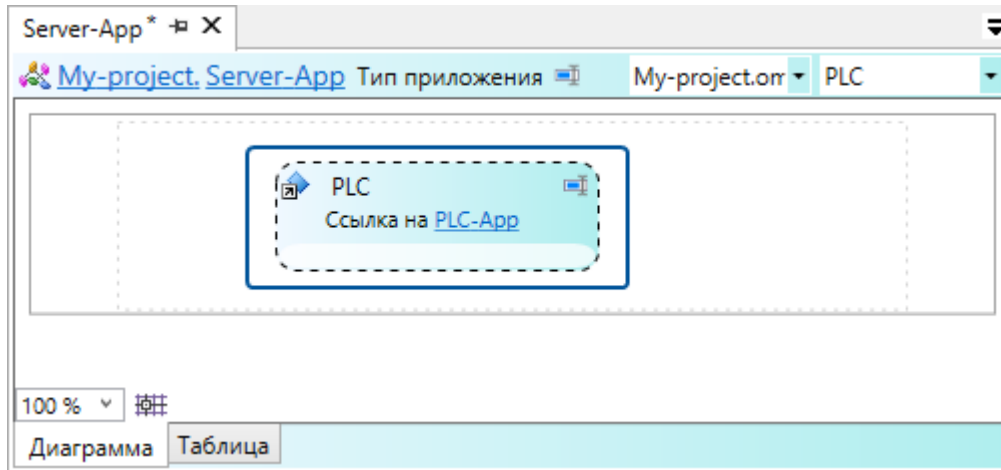 Server-App*
My-project. Server-App Тип приложения My-project.om PLC
PLC
Ссылка на PLC-App
100 %
Диаграмма Таблица